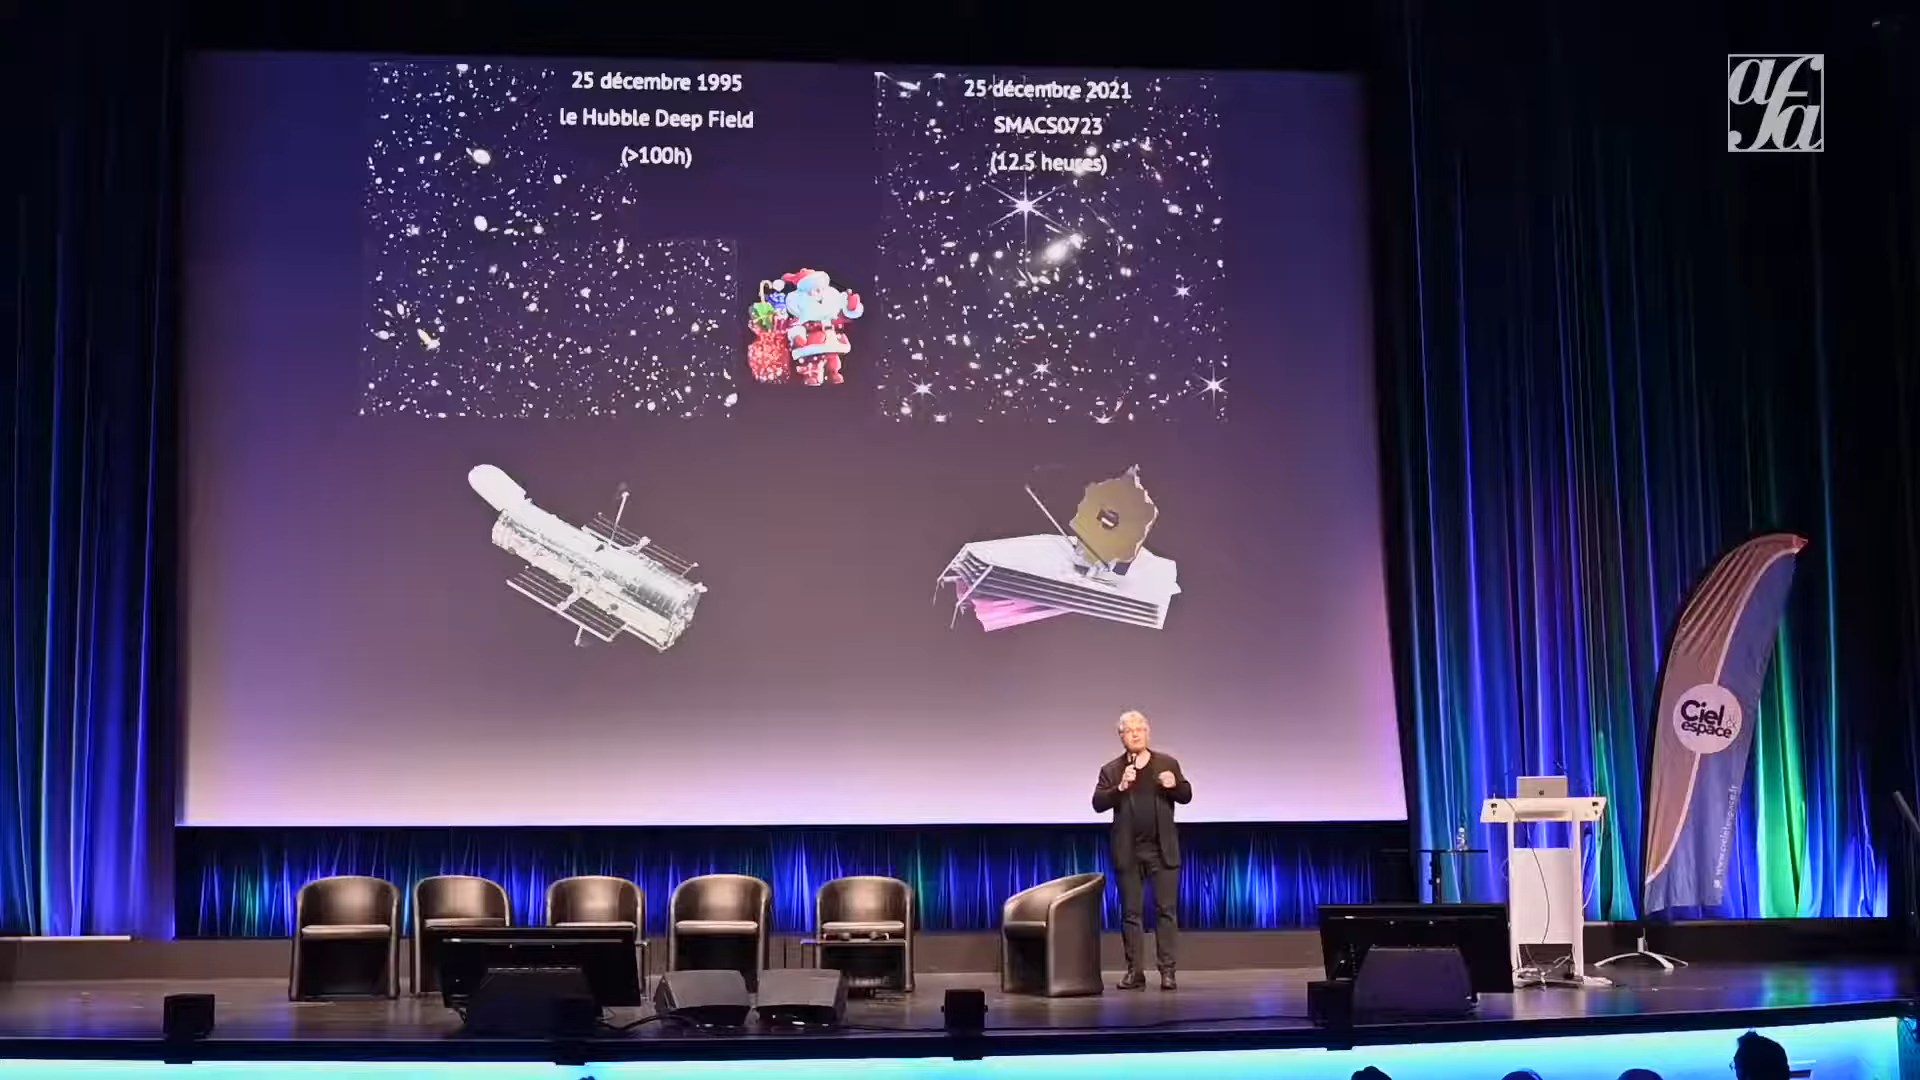 25 décembre 1995
le Hubble Deep Field
(>100h)
25 décembre 2021
SMACS0723
(12.5 heures)
afa
Ciel &
espace